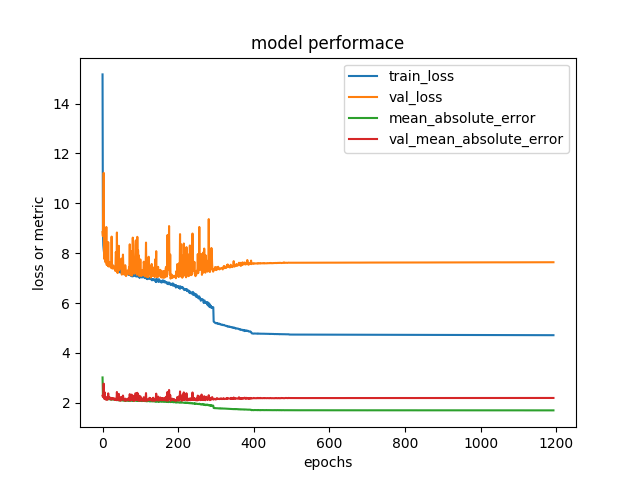 model performace
train_loss
val_loss
mean_absolute_error
val_mean_absolute_error
loss or metric
14
12
10
8
6
4
2
0
200
400
600
800
1000
1200
epochs